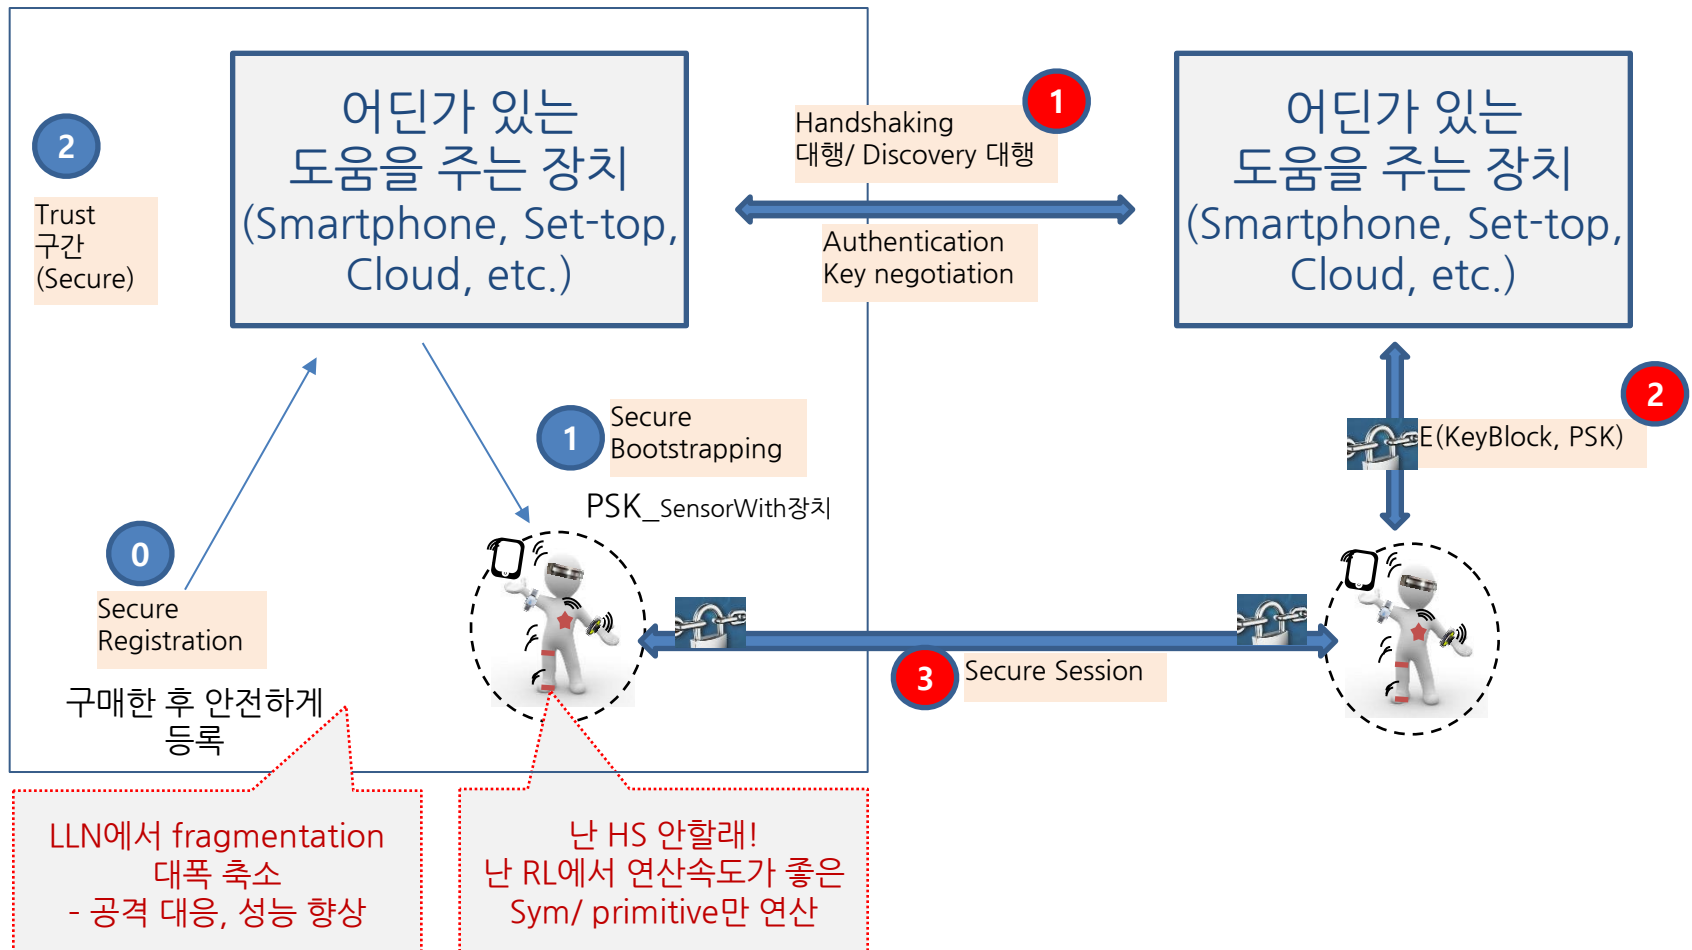 2
Trust
구간
(Secure)
어딘가 있는
도움을 주는 장치
(Smartphone, Set-top,
Cloud, etc.)
1
Handshaking
대행/ Discovery 대행
Authentication
Key negotiation
어딘가 있는
도움을 주는 장치
(Smartphone, Set-top,
Cloud, etc.)
2
E(KeyBlock, PSK)
1
Secure
Bootstrapping
PSK_SensorWith장치
0
Secure
Registration
구매한 후 안전하게
등록
3
Secure Session
LLN에서 fragmentation
대폭 축소
- 공격 대응, 성능 향상
난 HS 안할래!
난 RL에서 연산속도가 좋은
Sym/ primitive만 연산